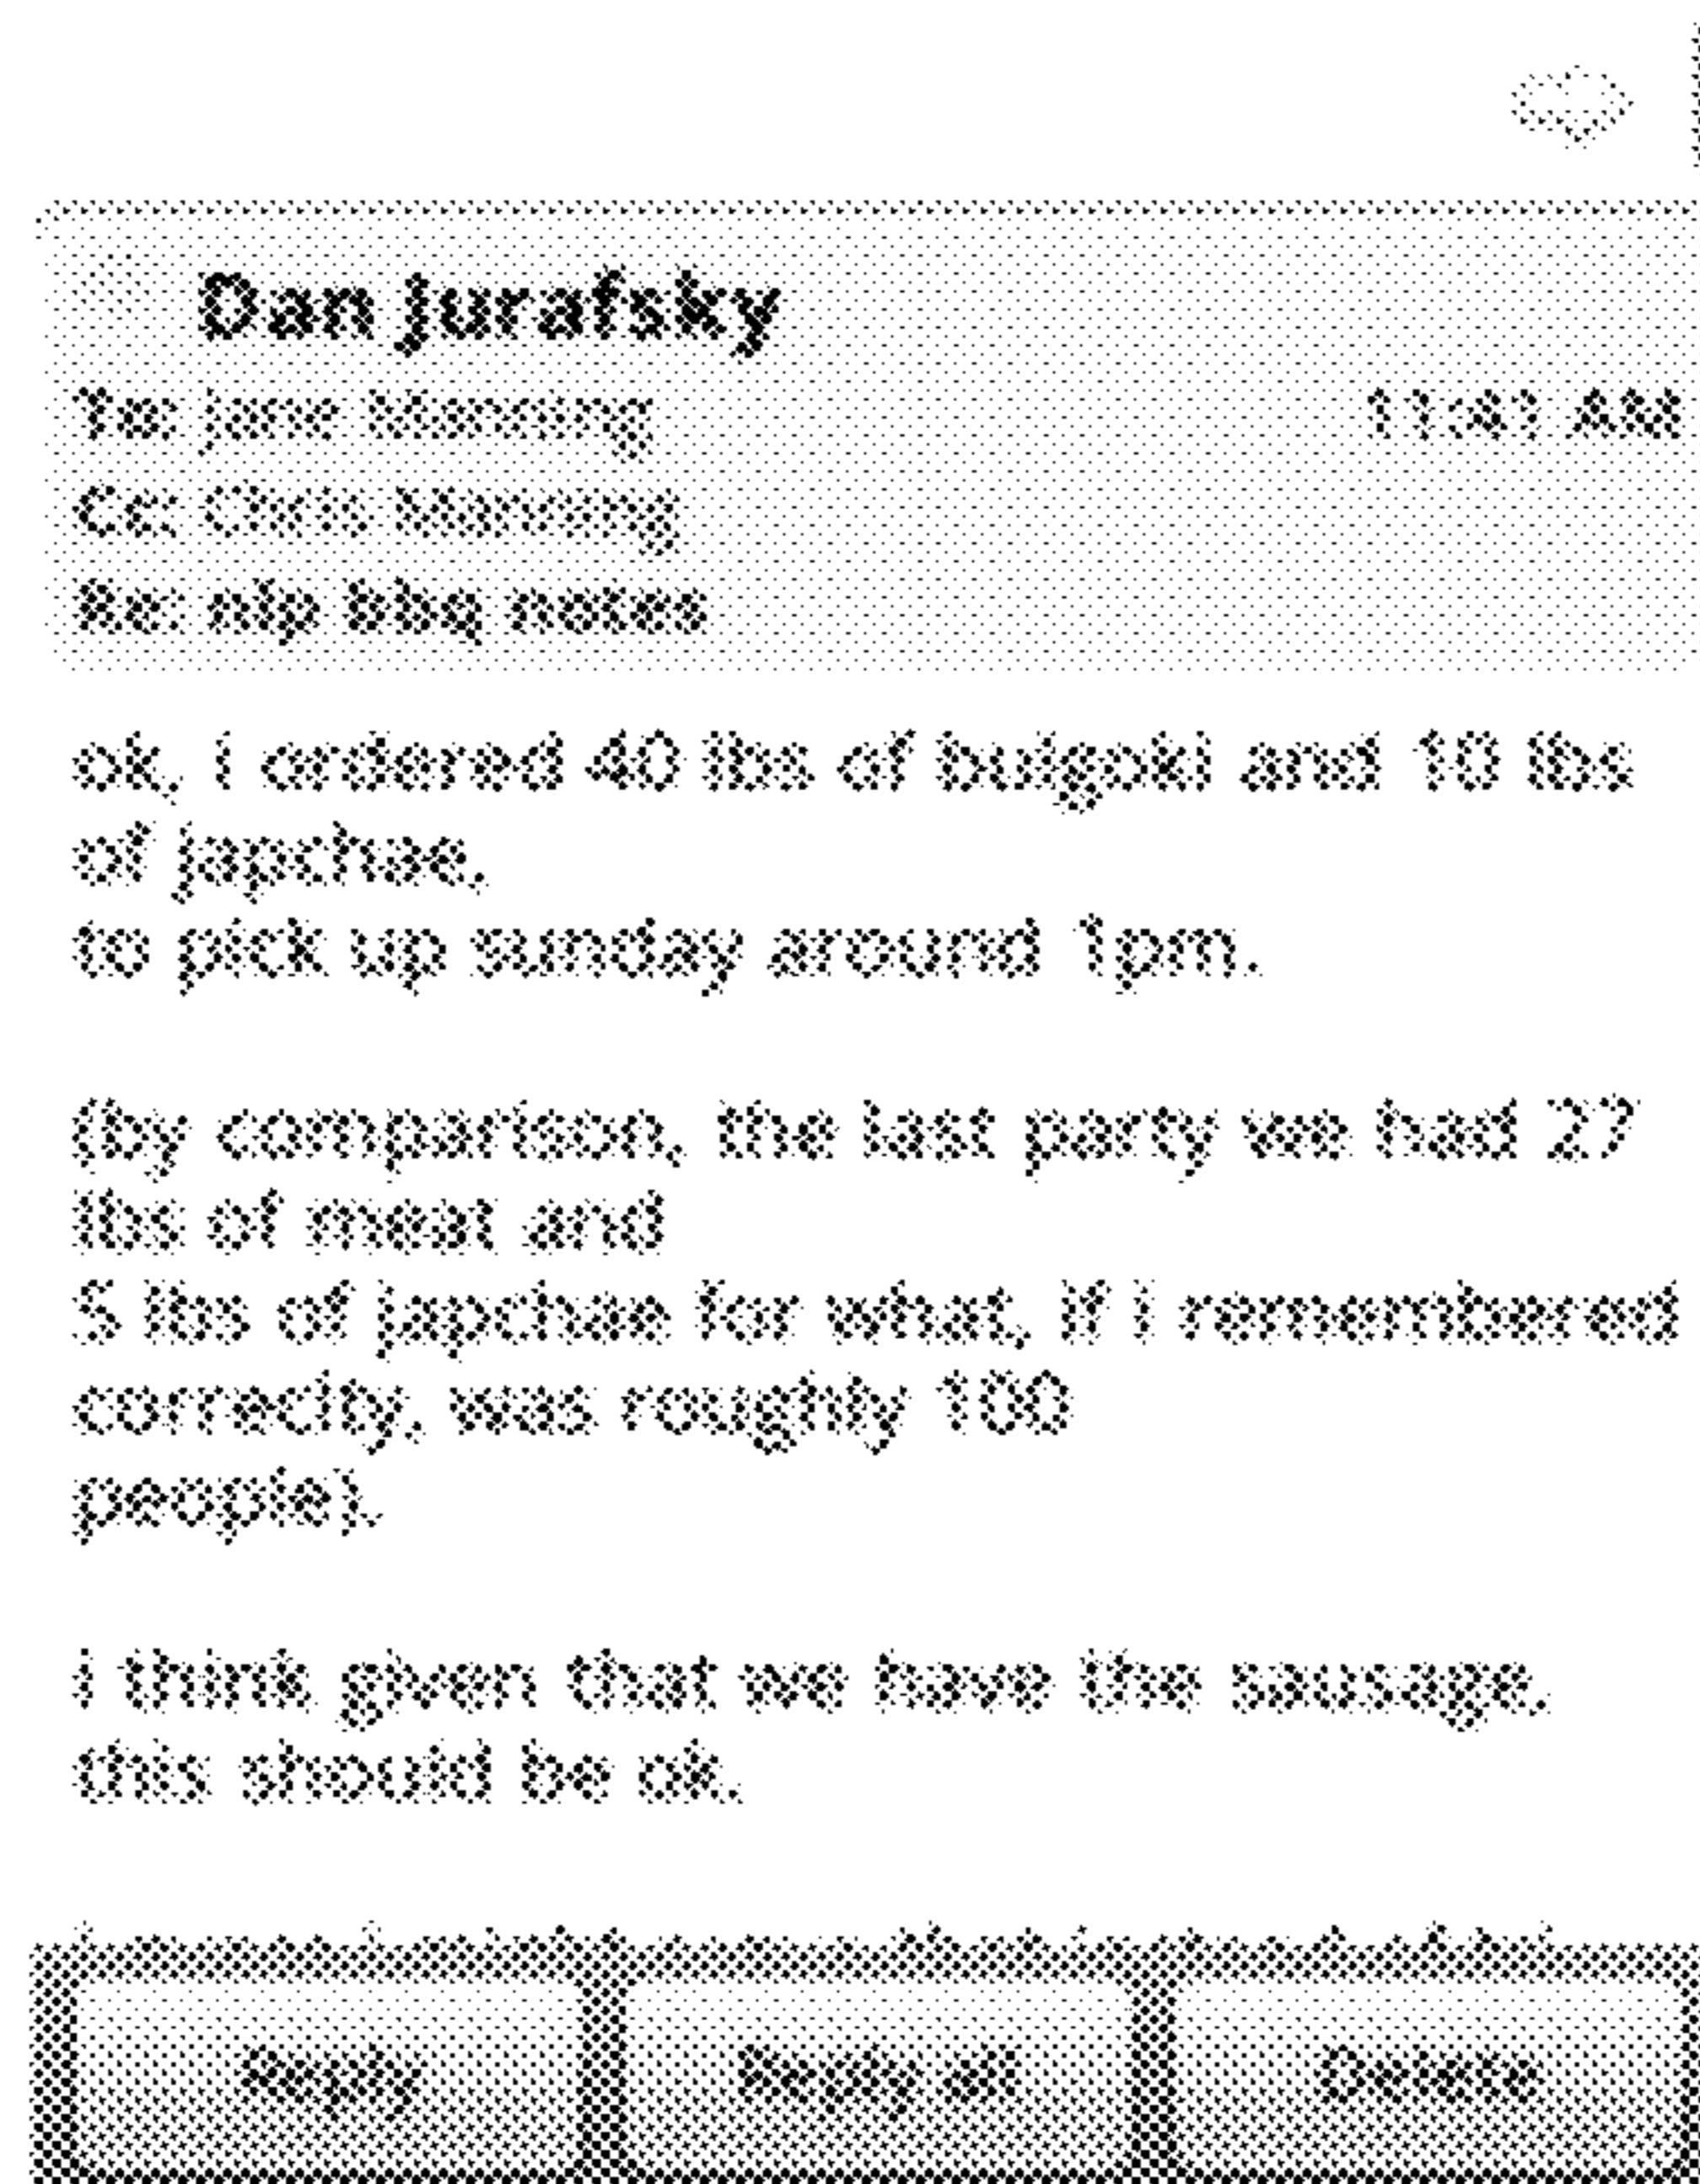 Dan Jurafsky
To: Jane Manning
11:41 AM
Cc: Chris Manning
Re: nlp bbq notes
ok, i ordered 40 lbs of bulgoki and 10 lbs
of japchae,
to pick up sunday around 1pm.
(by comparison, the last party we had 27
lbs of meat and
5 lbs of japchae for what, if i remembered
correctly, was roughly 100
people).
i think given that we have the sausage,
this should be ok.
Reply
Reply all
Delete